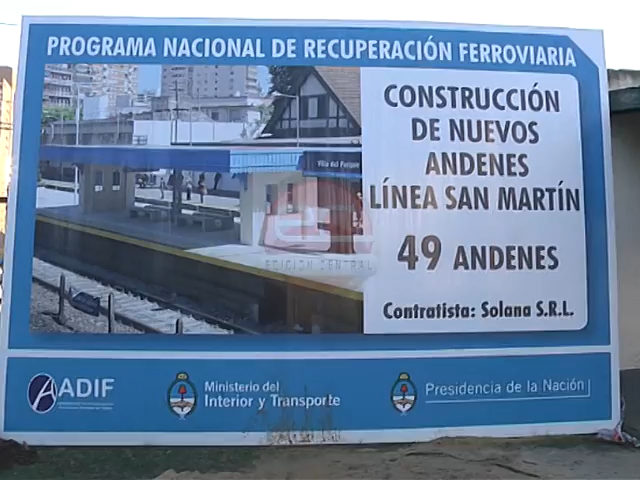 PROGRAMA NACIONAL DE RECUPERACIÓN FERROVIARIA
CONSTRUCCIÓN
DE NUEVOS
ANDENES
LÍNEA SAN MARTÍN
49 ANDENES
Contratista: Solana S.R.L.
Villa del Parque
EDICION CENTRAL
ADIF
Ministerio del
Interior y Transporte
Presidencia de la Nación